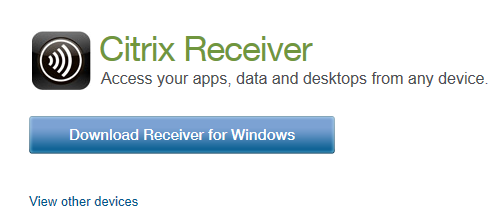 Citrix Receiver
Access your apps, data and desktops from any device.
Download Receiver for Windows
View other devices